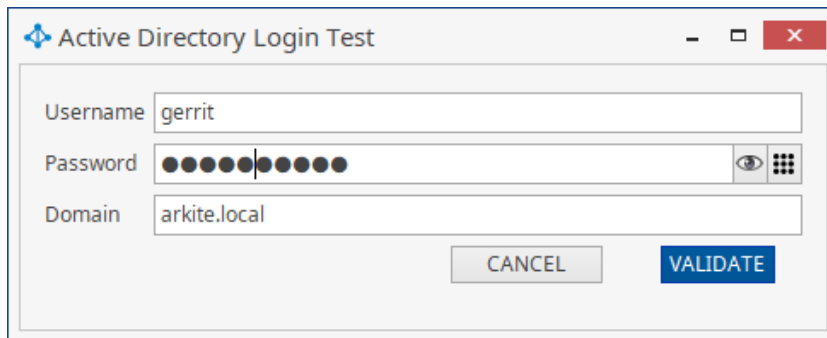 Active Directory Login Test
Username gerrit
Password ●●●●●●●●●●
Domain arkite.local
CANCEL VALIDATE